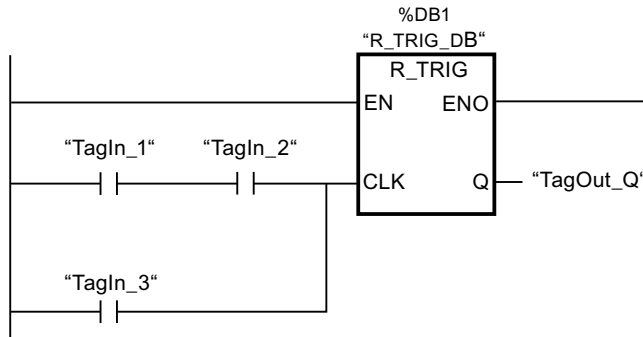 %DB1
“R_TRIG_DB“
R_TRIG
EN ENO
“TagIn_1“ “TagIn_2“
CLK Q “TagOut_Q“
“TagIn_3“